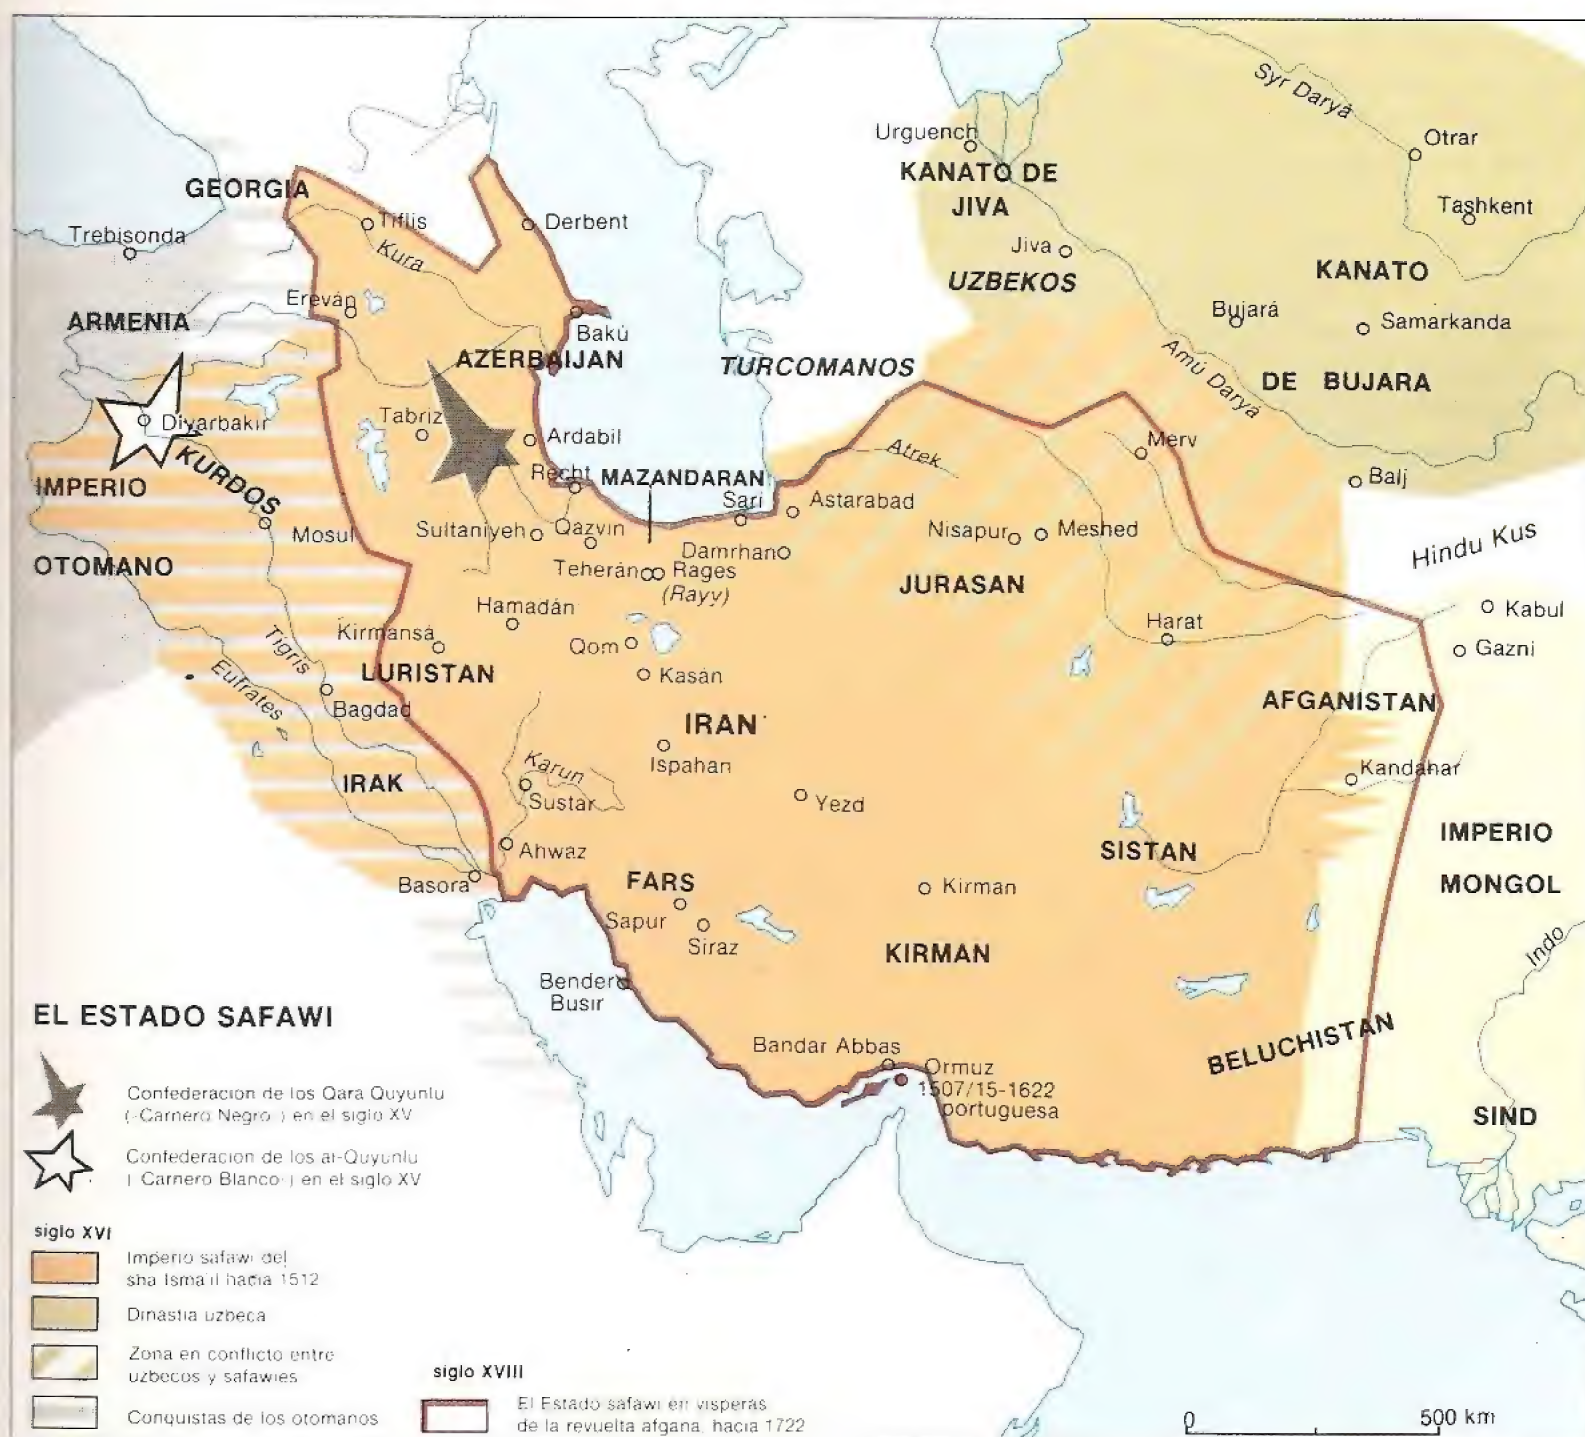 Syr Daryá
Otrar
Urguench
KANATO DE
JIVA
GEORGIA
Tashkent
Tiflis
Derbent
Trebisonda
Jiva
Kura
KANATO
UZBEKOS
Ereván
ARMENIA
Bujará
Samarkanda
Bakú
AZERBAIJAN
TURCOMANOS
Amú Daryá
DE BUJARA
Tabriz
Diyarbakir
Ardabil
Merv
KURDOS
Atrek
Recht
MAZANDARAN
Balj
IMPERIO
Sari
Astarabad
Mosul
Sultaniyeh
Qazvin
Nisapur
Meshed
Hindu Kus
Damrhan
OTOMANO
Teherán
Rages
(Rayy)
JURASAN
Hamadán
Kabul
Kirmansá
Qom
Harat
Gazni
Tigris
LURISTAN
Kasán
Eufrates
AFGANISTAN
Bagdad
IRAN
Ispahan
Kandahar
IRAK
Karun
Sustar
Yezd
IMPERIO
Ahwaz
SISTAN
Basora
FARS
Kirman
MONGOL
Sapur
Siraz
KIRMAN
Indo
Bender
Busir
EL ESTADO SAFAWI
BELUCHISTAN
Bandar Abbas
Ormuz
1507/15-1622
portuguesa
SIND
Confederacion de los Qara Quyunlu
(-Carnero Negro-) en el siglo XV
Confederacion de los al-Quyunlu
(-Carnero Blanco-) en el siglo XV
siglo XVI
Imperio safawi del
sha Isma'il hacia 1512
Dinastia uzbeca
Zona en conflicto entre
uzbecos y safawies
Conquistas de los otomanos
siglo XVIII
El Estado safawi en visperas
de la revuelta afgana, hacia 1722
0 500 km